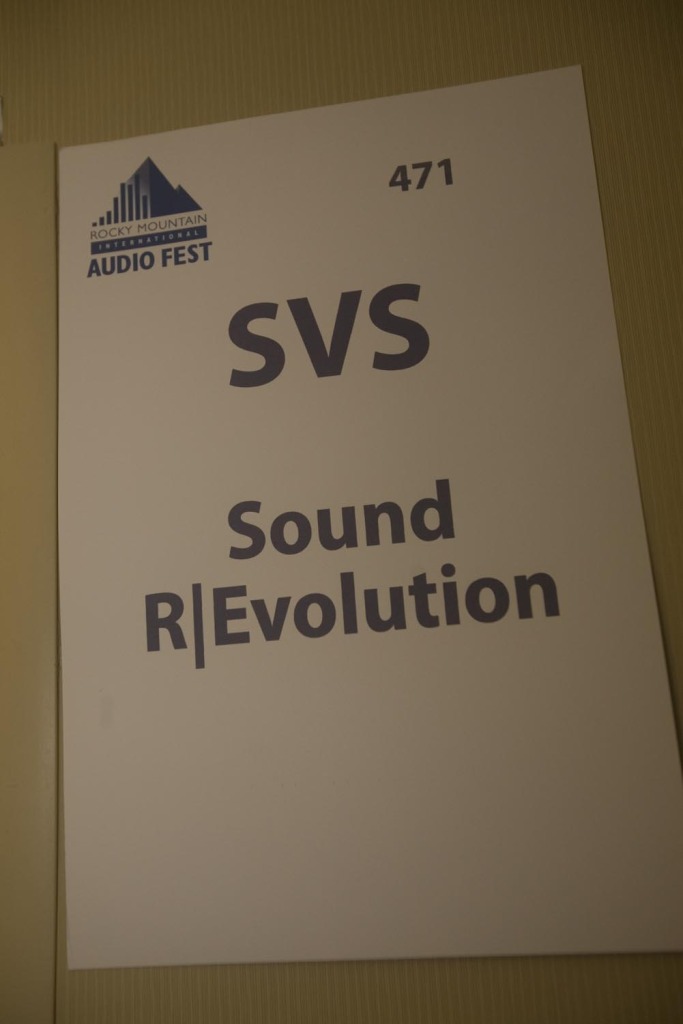 ROCKY MOUNTAIN
INTERNATIONAL
AUDIO FEST
471
SVS
Sound
R|Evolution